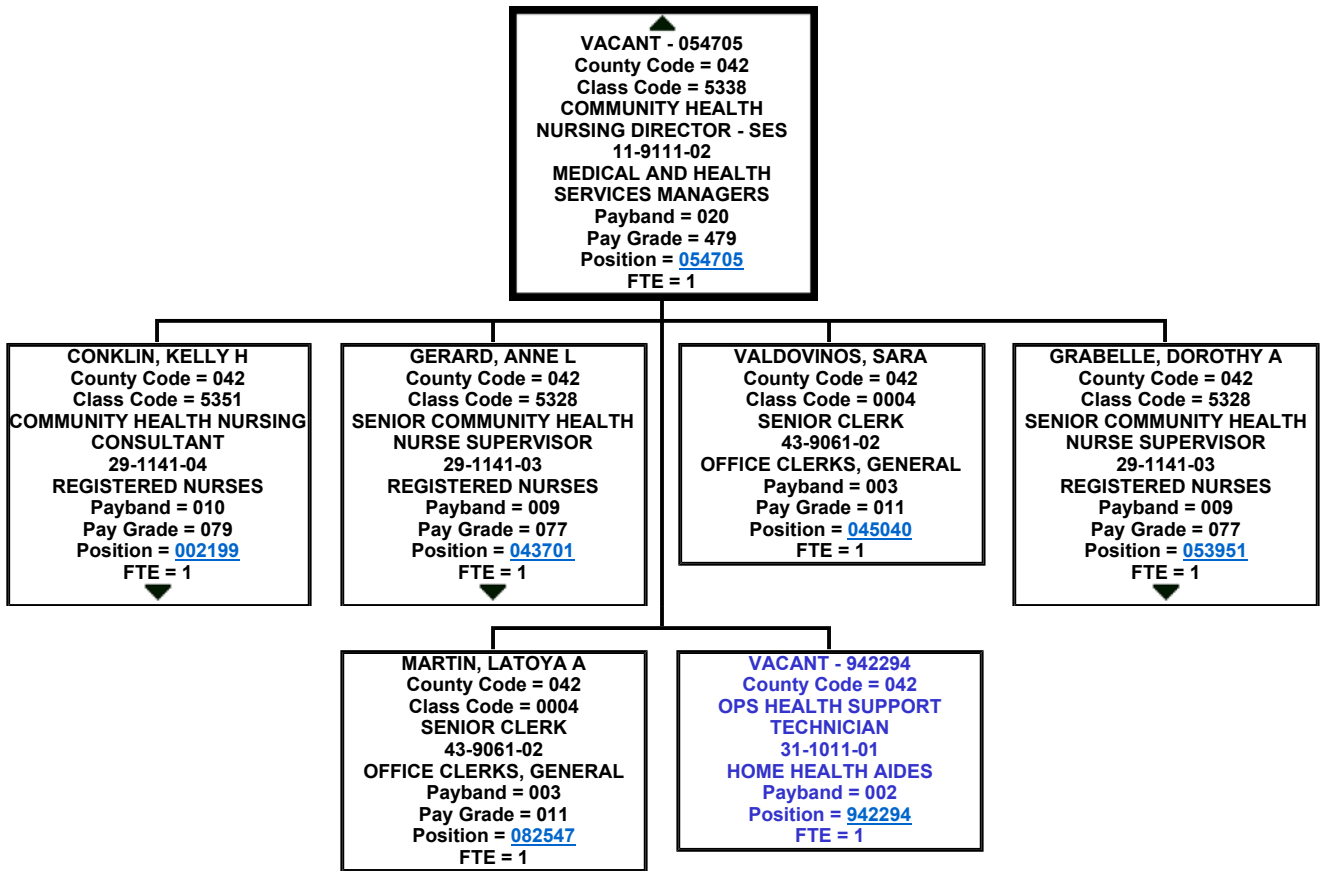 VACANT - 054705
County Code = 042
Class Code = 5338
COMMUNITY HEALTH
NURSING DIRECTOR - SES
11-9111-02
MEDICAL AND HEALTH
SERVICES MANAGERS
Payband = 020
Pay Grade = 479
Position = 054705
FTE = 1
CONKLIN, KELLY H
County Code = 042
Class Code = 5351
COMMUNITY HEALTH NURSING
CONSULTANT
29-1141-04
REGISTERED NURSES
Payband = 010
Pay Grade = 079
Position = 002199
FTE = 1
GERARD, ANNE L
County Code = 042
Class Code = 5328
SENIOR COMMUNITY HEALTH
NURSE SUPERVISOR
29-1141-03
REGISTERED NURSES
Payband = 009
Pay Grade = 077
Position = 043701
FTE = 1
VALDOVINOS, SARA
County Code = 042
Class Code = 0004
SENIOR CLERK
43-9061-02
OFFICE CLERKS, GENERAL
Payband = 003
Pay Grade = 011
Position = 045040
FTE = 1
GRABELLE, DOROTHY A
County Code = 042
Class Code = 5328
SENIOR COMMUNITY HEALTH
NURSE SUPERVISOR
29-1141-03
REGISTERED NURSES
Payband = 009
Pay Grade = 077
Position = 053951
FTE = 1
MARTIN, LATOYA A
County Code = 042
Class Code = 0004
SENIOR CLERK
43-9061-02
OFFICE CLERKS, GENERAL
Payband = 003
Pay Grade = 011
Position = 082547
FTE = 1
VACANT - 942294
County Code = 042
OPS HEALTH SUPPORT
TECHNICIAN
31-1011-01
HOME HEALTH AIDES
Payband = 002
Position = 942294
FTE = 1